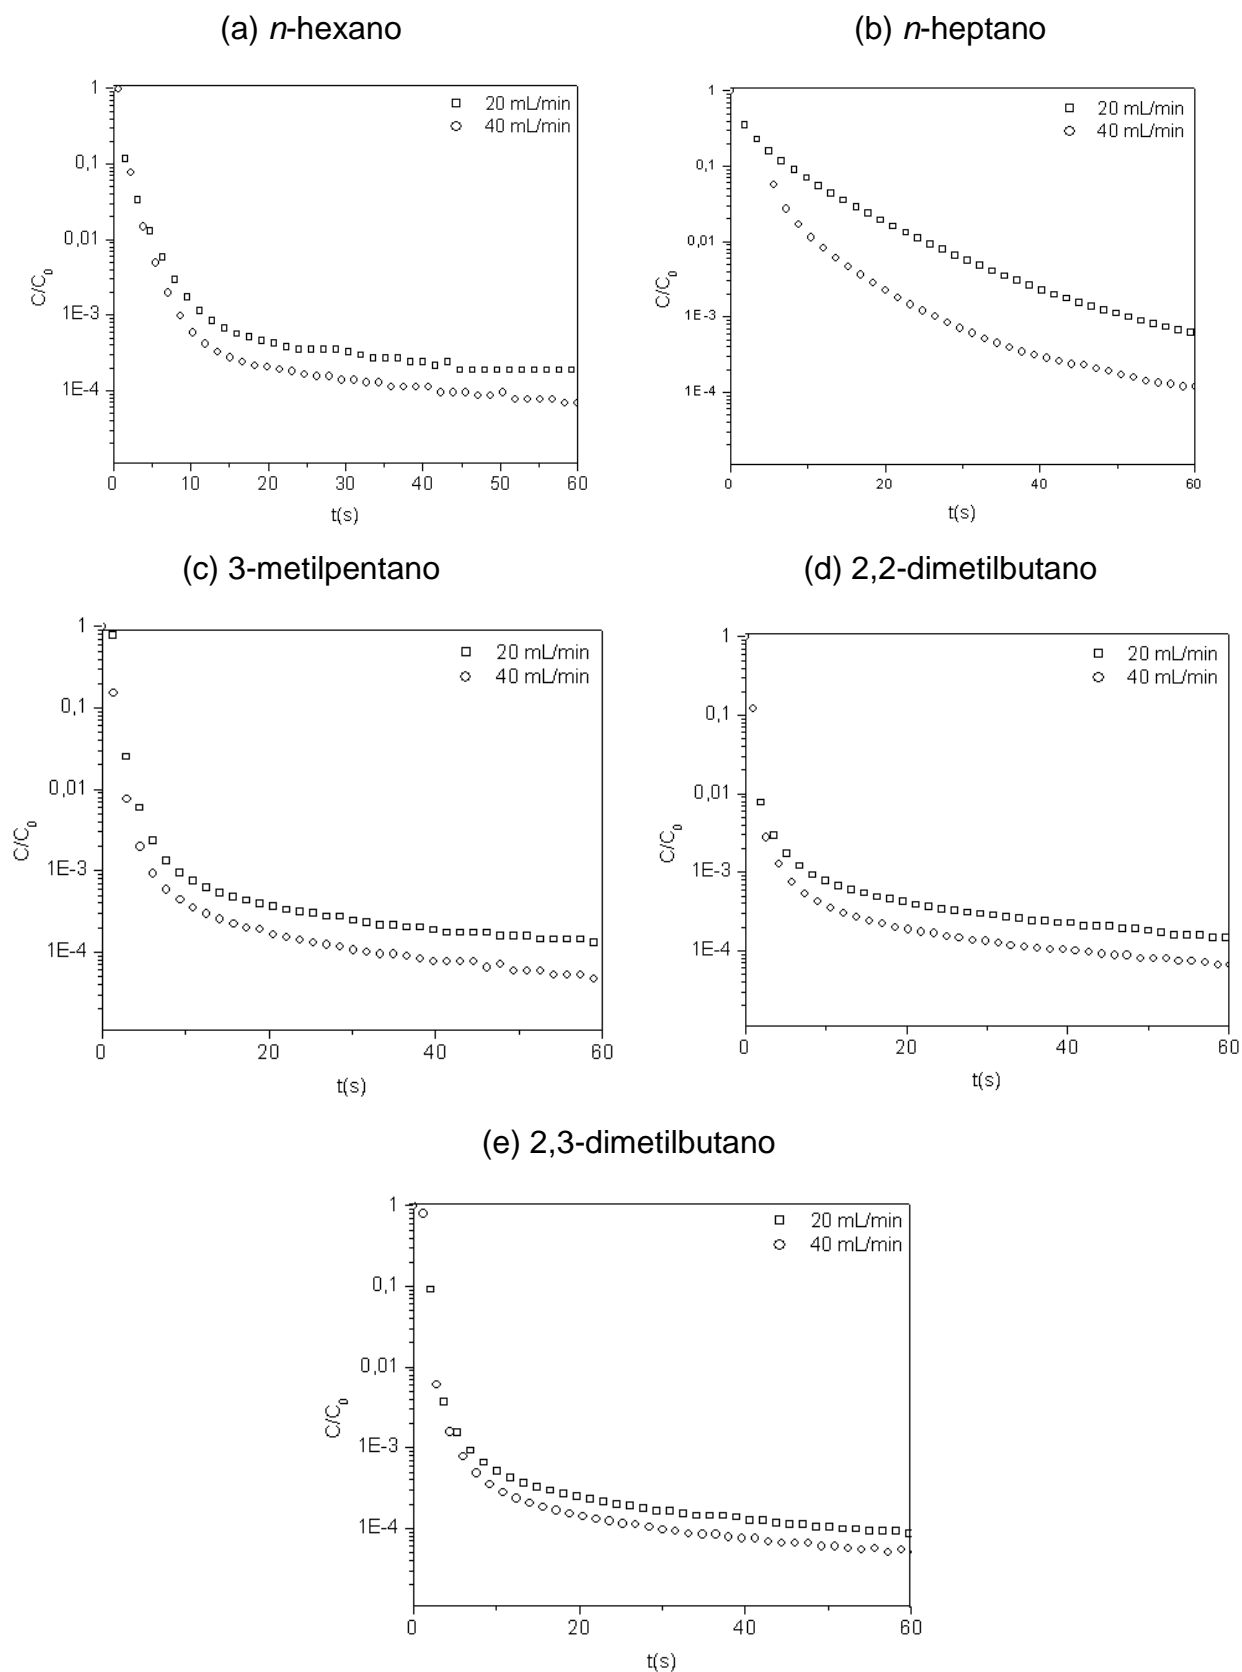 (a) n-hexano
(b) n-heptano
1
0,1
0,01
1E-3
1E-4
C/C0
20 mL/min
40 mL/min
0 10 20 30 40 50 60
t(s)
1
0,1
0,01
1E-3
1E-4
C/C0
20 mL/min
40 mL/min
0 20 40 60
t(s)
(c) 3-metilpentano
(d) 2,2-dimetilbutano
1
0,1
0,01
1E-3
1E-4
C/C0
20 mL/min
40 mL/min
0 20 40 60
t(s)
1
0,1
0,01
1E-3
1E-4
C/C0
20 mL/min
40 mL/min
0 20 40 60
t(s)
(e) 2,3-dimetilbutano
1
0,1
0,01
1E-3
1E-4
C/C0
20 mL/min
40 mL/min
0 20 40 60
t(s)